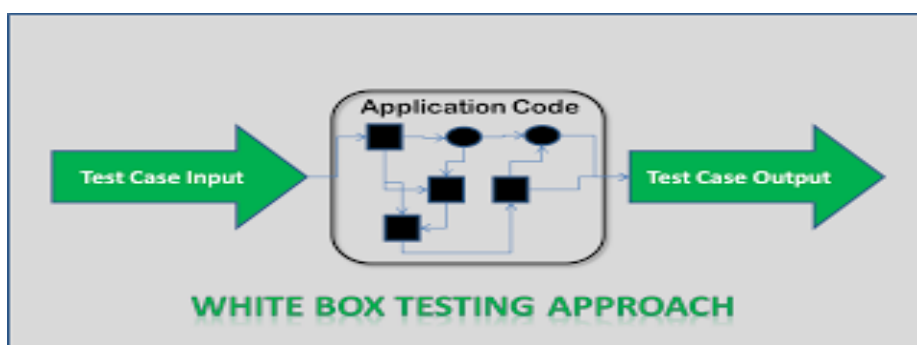 Application Code
Test Case Input
Test Case Output
WHITE BOX TESTING APPROACH